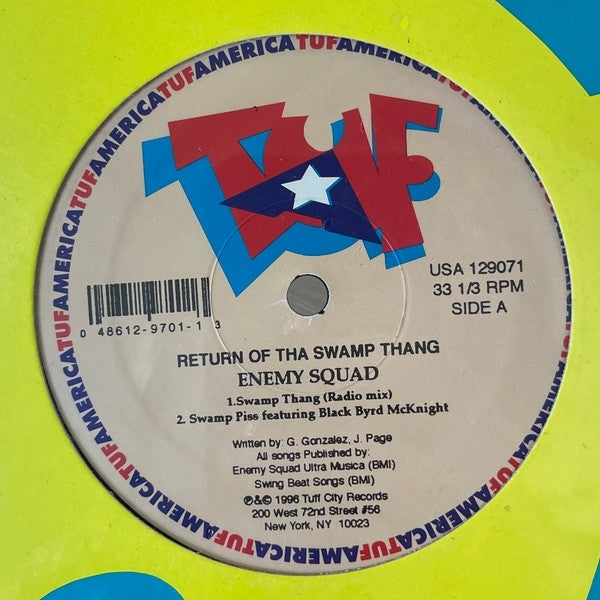 TUFAMERICATUFAMERICATUFAMERICATUFAMERICATUFAMERICATUFAMERICATUFAMERICATUFAMERICATUFAMERICA
TUF
USA 129071
33 1/3 RPM
SIDE A
0 48612-9701-1 3
RETURN OF THA SWAMP THANG
ENEMY SQUAD
1.Swamp Thang (Radio mix)
2. Swamp Piss featuring Black Byrd McKnight
Written by: G. Gonzalez, J. Page
All songs Published by:
Enemy Squad Ultra Musica (BMI)
Swing Beat Songs (BMI)
℗&© 1996 Tuff City Records
200 West 72nd Street #56
New York, NY 10023